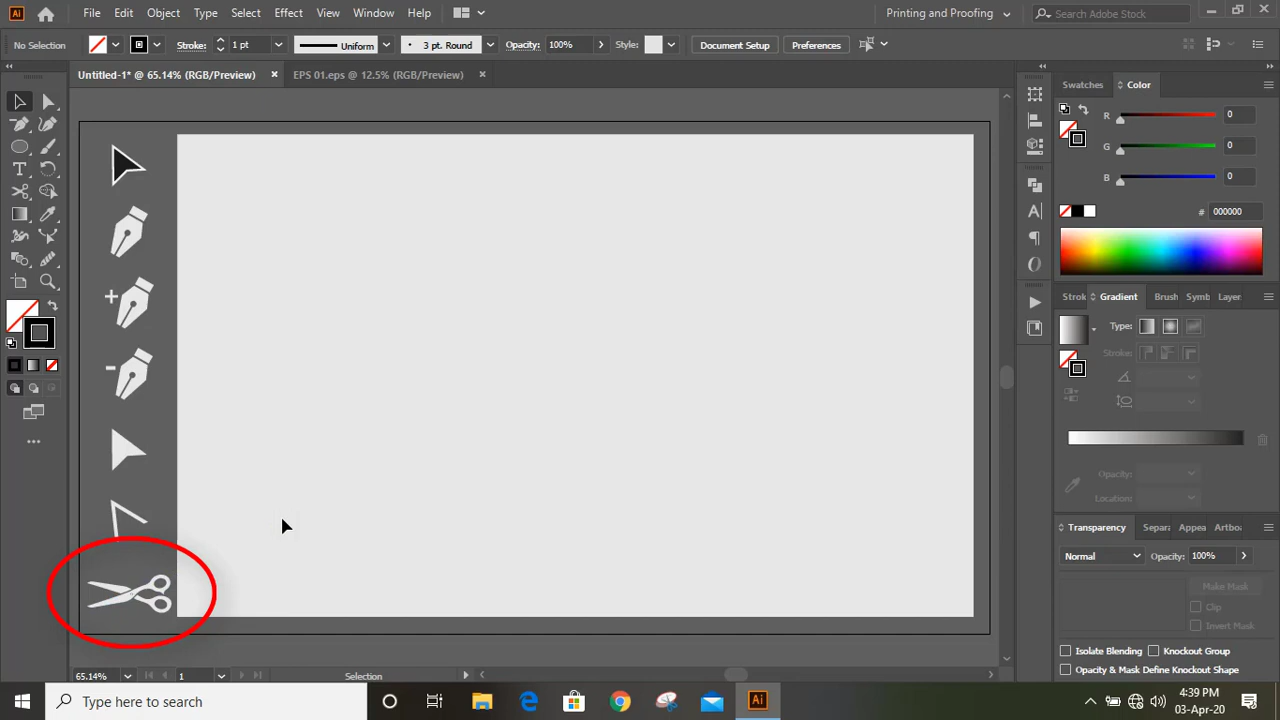 Ai File Edit Object Type Select Effect View Window Help Printing and Proofing Search Adobe Stock
No Selection Stroke: 1 pt Uniform 3 pt. Round Opacity: 100% Style: Document Setup Preferences
Untitled-1* @ 65.14% (RGB/Preview) EPS 01.eps @ 12.5% (RGB/Preview)
Swatches Color
R 0
G 0
B 0
# 000000
Strok Gradient Brush Symb Layer
Type:
Stroke:
Opacity:
Location:
Transparency Separ Appea Artbo
Normal Opacity: 100%
Make Mask
Clip
Invert Mask
Isolate Blending Knockout Group
Opacity & Mask Define Knockout Shape
65.14% 1 Selection
Type here to search Ai 4:39 PM
03-Apr-20